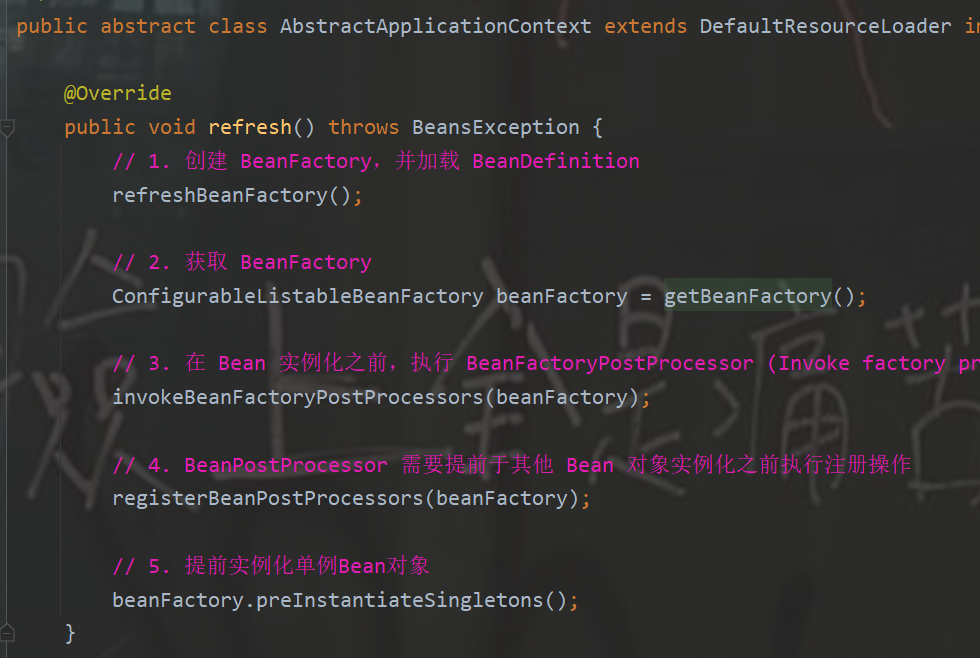 public abstract class AbstractApplicationContext extends DefaultResourceLoader
@Override
public void refresh() throws BeansException {
// 1. 创建 BeanFactory，并加载 BeanDefinition
refreshBeanFactory();
// 2. 获取 BeanFactory
ConfigurableListableBeanFactory beanFactory = getBeanFactory();
// 3. 在 Bean 实例化之前，执行 BeanFactoryPostProcessor (Invoke factory
invokeBeanFactoryPostProcessors(beanFactory);
// 4. BeanPostProcessor 需要提前于其他 Bean 对象实例化之前执行注册操作
registerBeanPostProcessors(beanFactory);
// 5. 提前实例化单例Bean对象
beanFactory.preInstantiateSingletons();
}